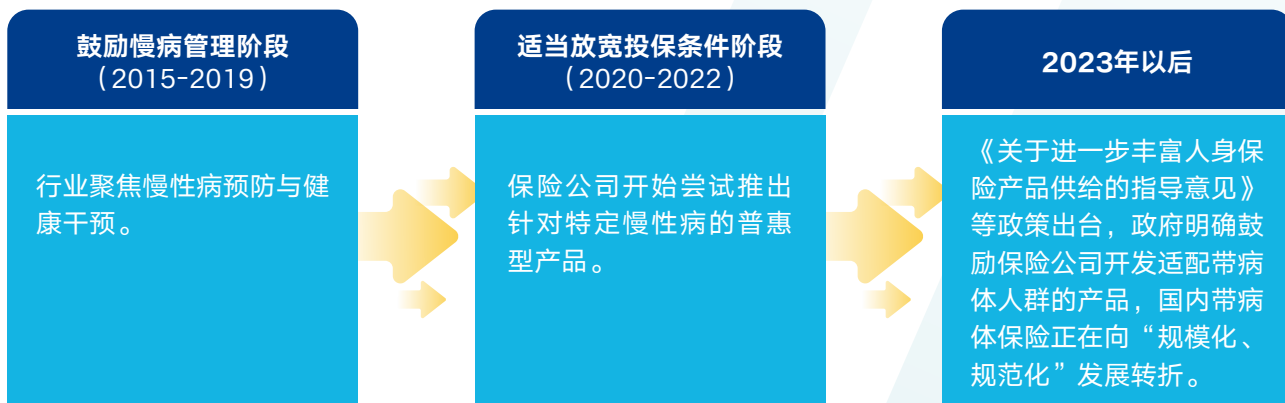 鼓励慢病管理阶段
（2015-2019）
行业聚焦慢性病预防与健
康干预。
适当放宽投保条件阶段
（2020-2022）
保险公司开始尝试推出
针对特定慢性病的普惠
型产品。
2023年以后
《关于进一步丰富人身保
险产品供给的指导意见》
等政策出台，政府明确鼓
励保险公司开发适配带病
体人群的产品，国内带病
体保险正在向“规模化、
规范化”发展转折。